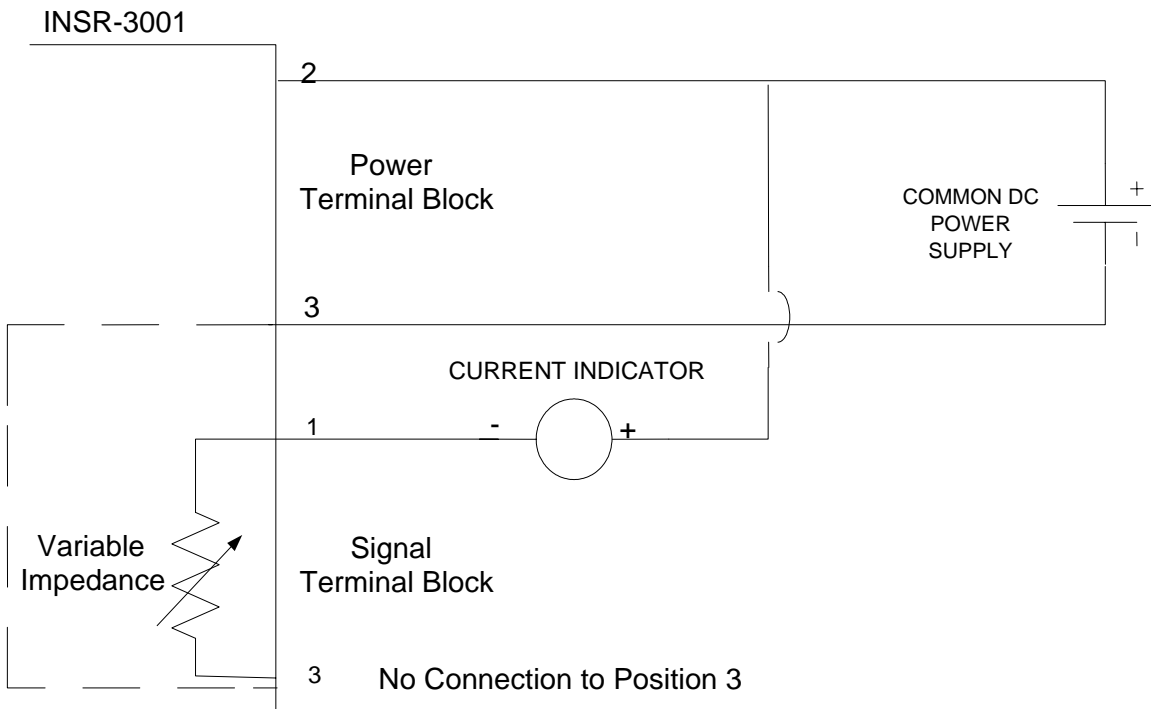 INSR-3001
2
Power
Terminal Block
COMMON DC
POWER
SUPPLY
+
-
3
CURRENT INDICATOR
1
-
+
Variable
Impedance
Signal
Terminal Block
3
No Connection to Position 3